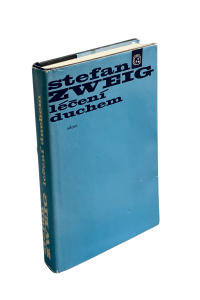 stefan
ZWEIG
léčení
duchem
léčení duchem
ZWEIG